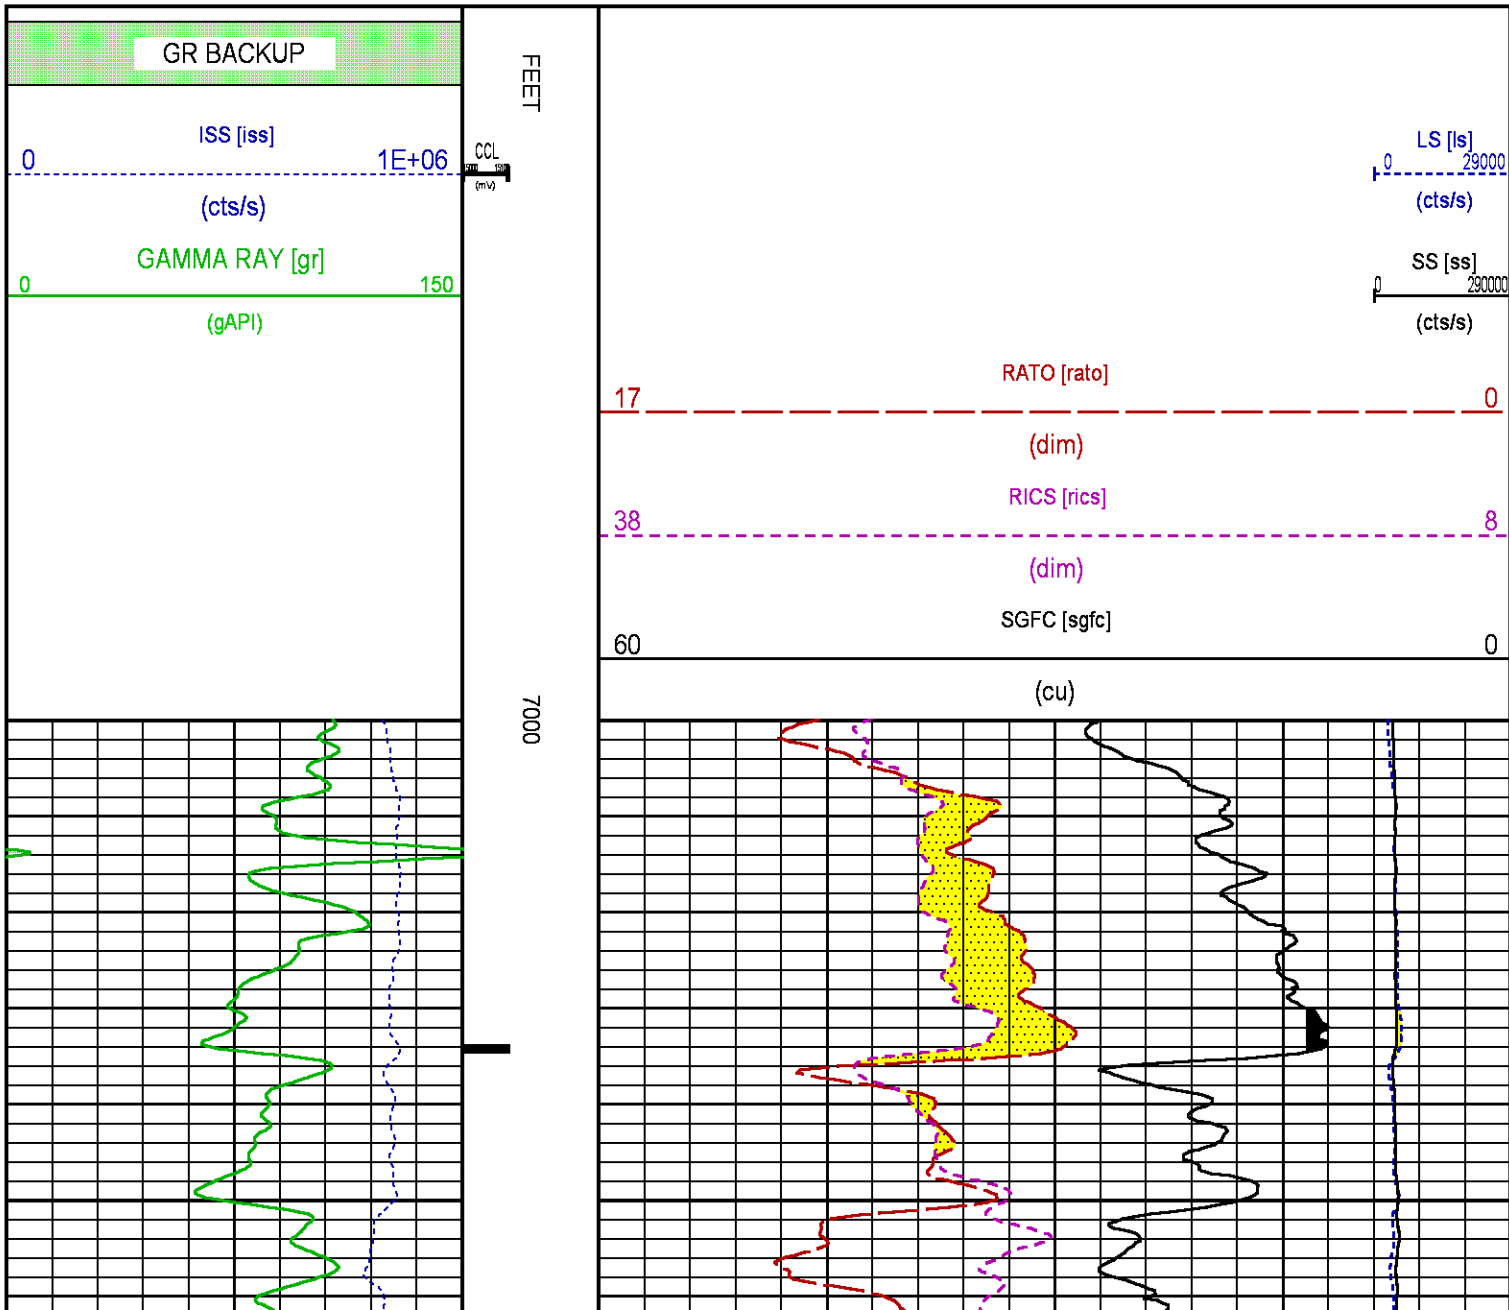 GR BACKUP
ISS [iss]
0 1E+06
(cts/s)
GAMMA RAY [gr]
0 150
(gAPI)
FEET
CCL
(mV)
7000
LS [ls]
0 29000
(cts/s)
SS [ss]
0 290000
(cts/s)
RATO [rato]
17 0
(dim)
RICS [rics]
38 8
(dim)
SGFC [sgfc]
60 0
(cu)